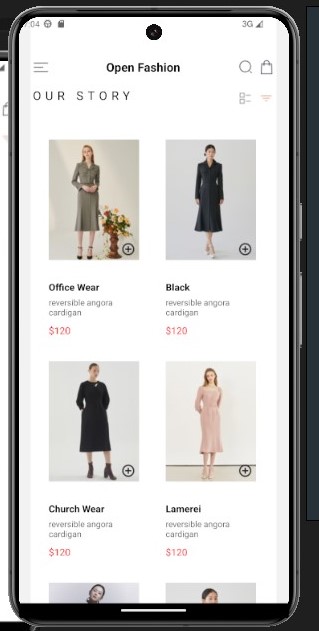 :04
3G
Open Fashion
OUR STORY
Office Wear
reversible angora
cardigan
$120
Black
reversible angora
cardigan
$120
Church Wear
reversible angora
cardigan
$120
Lamerei
reversible angora
cardigan
$120